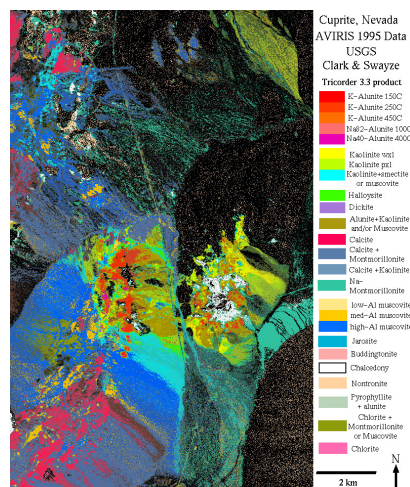 Cuprite, Nevada
AVIRIS 1995 Data
USGS
Clark & Swayze
Tricorder 3.3 product
K-Alunite 150C
K-Alunite 250C
K-Alunite 450C
Na82-Alunite 100C
Na40-Alunite 400C
Kaolinite wxl
Kaolinite pxl
Kaolinite+smectite
or muscovite
Halloysite
Dickite
Alunite+Kaolinite
and/or Muscovite
Calcite
Calcite +
Montmorillonite
Calcite +Kaolinite
Na-
Montmorillonite
low-Al muscovite
med-Al muscovite
high-Al muscovite
Jarosite
Buddingtonite
Chalcedony
Nontronite
Pyrophyllite
+ alunite
Chlorite +
Montmorillonite
or Muscovite
Chlorite
N
2 km